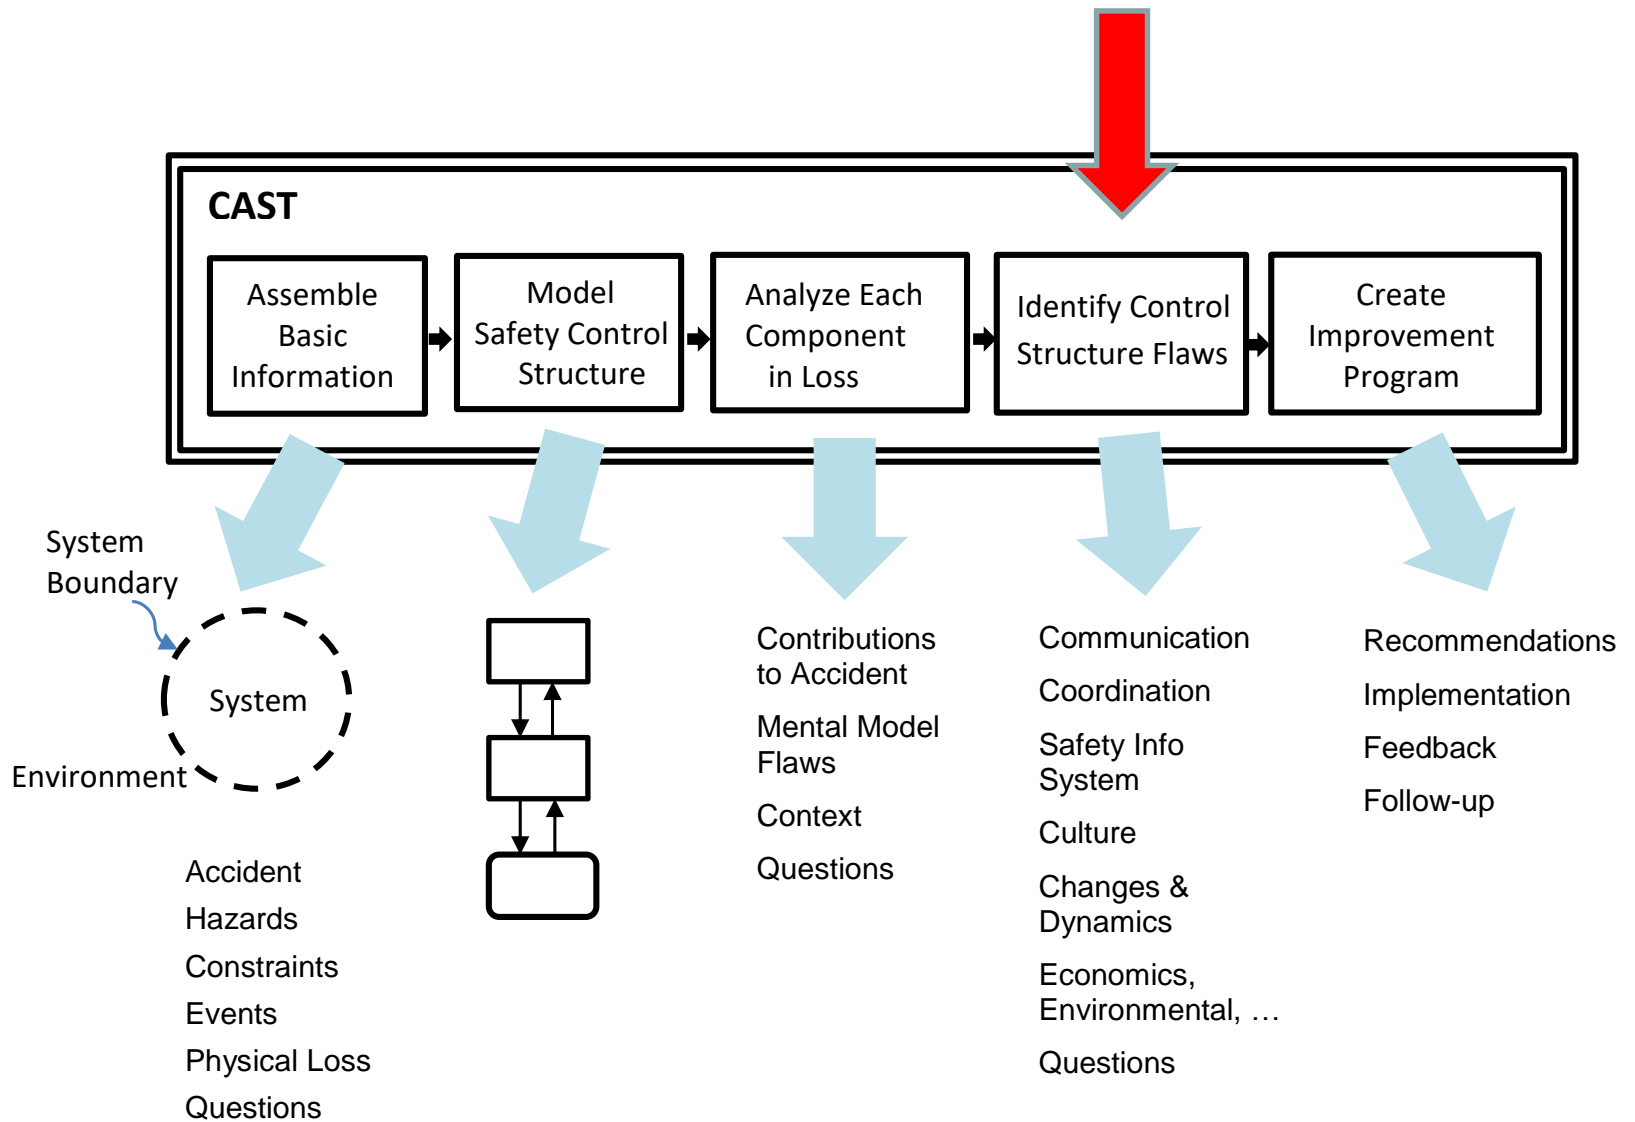 CAST
Assemble
Basic
Information
Model
Safety Control
Structure
Analyze Each
Component
in Loss
Identify Control
Structure Flaws
Create
Improvement
Program
System
Boundary
System
Environment
Accident
Hazards
Constraints
Events
Physical Loss
Questions
Contributions
to Accident
Mental Model
Flaws
Context
Questions
Communication
Coordination
Safety Info
System
Culture
Changes &
Dynamics
Economics,
Environmental, …
Questions
Recommendations
Implementation
Feedback
Follow-up